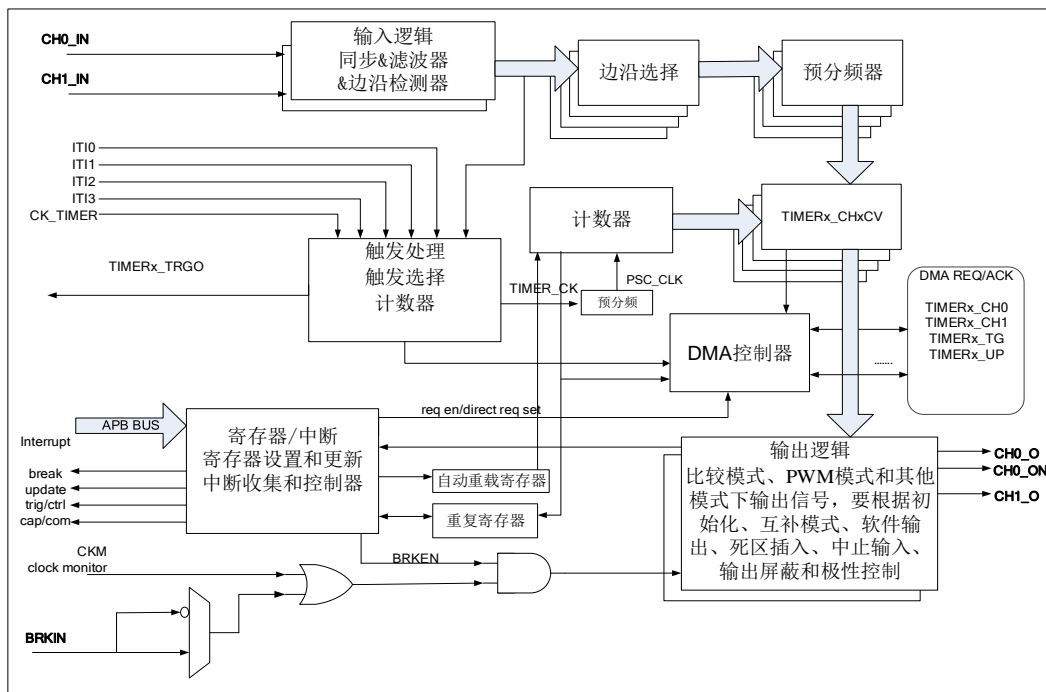 CH0_IN
CH1_IN
输入逻辑
同步&滤波器
&边沿检测器
边沿选择
预分频器
ITI0
ITI1
ITI2
ITI3
CK_TIMER
触发处理
触发选择
计数器
TIMERx_TRGO
TIMER_CK
计数器
PSC_CLK
预分频
TIMERx_CHxCV
DMA REQ/ACK
TIMERx_CH0
TIMERx_CH1
TIMERx_TG
TIMERx_UP
DMA控制器
…….
req en/direct req set
APB BUS
Interrupt
break
update
trig/ctrl
cap/com
寄存器/中断
寄存器设置和更新
中断收集和控制器
自动重载寄存器
重复寄存器
输出逻辑
比较模式、PWM模式和其他
模式下输出信号，要根据初
始化、互补模式、软件输
出、死区插入、中止输入、
输出屏蔽和极性控制
CH0_O
CH0_ON
CH1_O
BRKEN
CKM
clock monitor
BRKIN